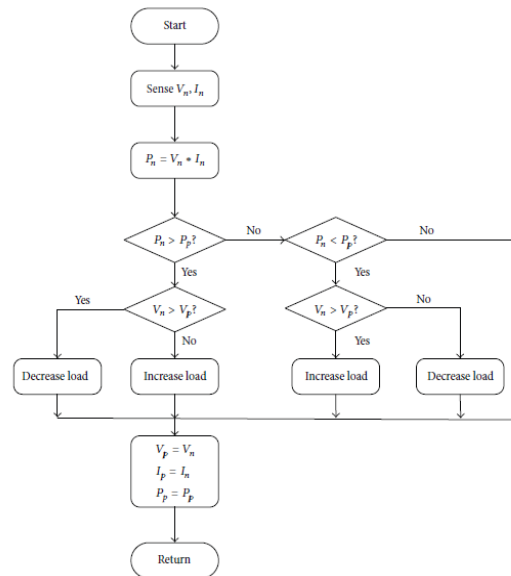 Start
Sense Vₙ, Iₙ
Pₙ = Vₙ * Iₙ
Pₙ > Pₚ?
No
Pₙ < Pₚ?
No
Yes
Yes
Yes
Vₙ > Vₚ?
Vₙ > Vₚ?
No
No
Yes
Decrease load
Increase load
Increase load
Decrease load
Vₚ = Vₙ
Iₚ = Iₙ
Pₚ = Pₚ
Return